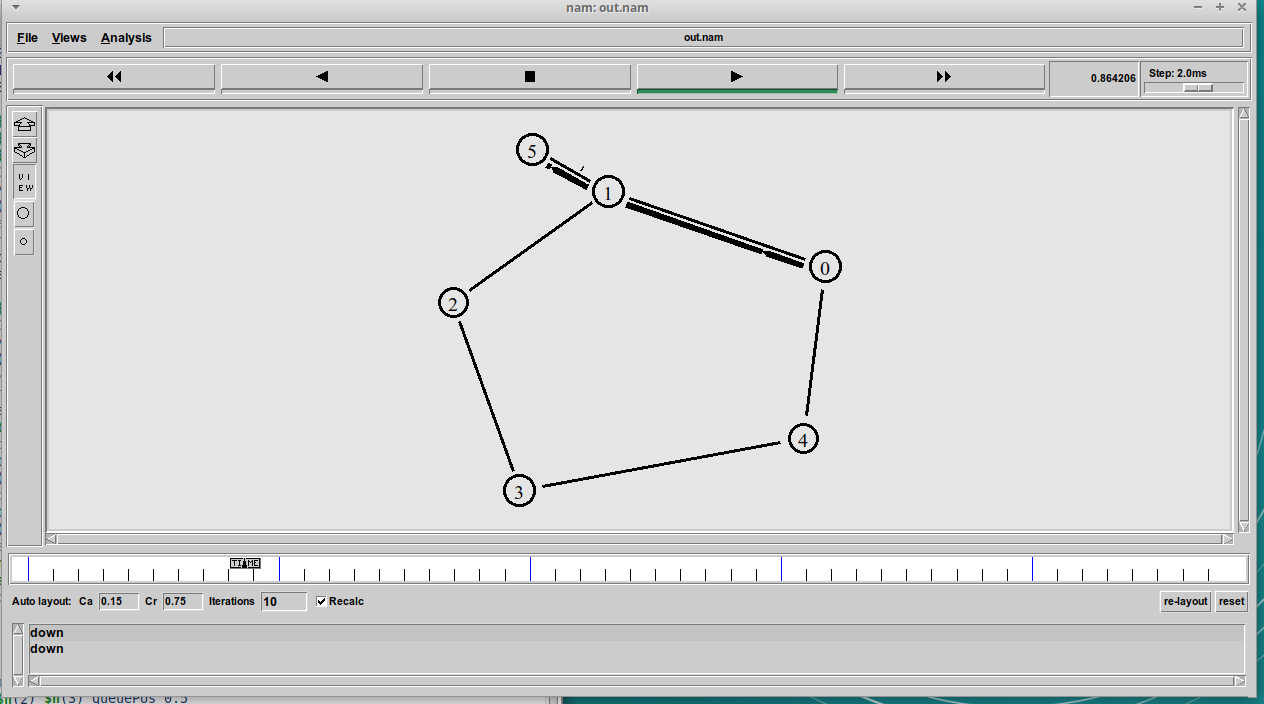 nam: out.nam
File Views Analysis out.nam
0.864206 Step: 2.0ms
VIEW
5
1
0
2
4
3
TIME
Auto layout: Ca 0.15 Cr 0.75 Iterations 10 Recalc re-layout reset
down
down
$n(2) $n(3) queuePos 0.5